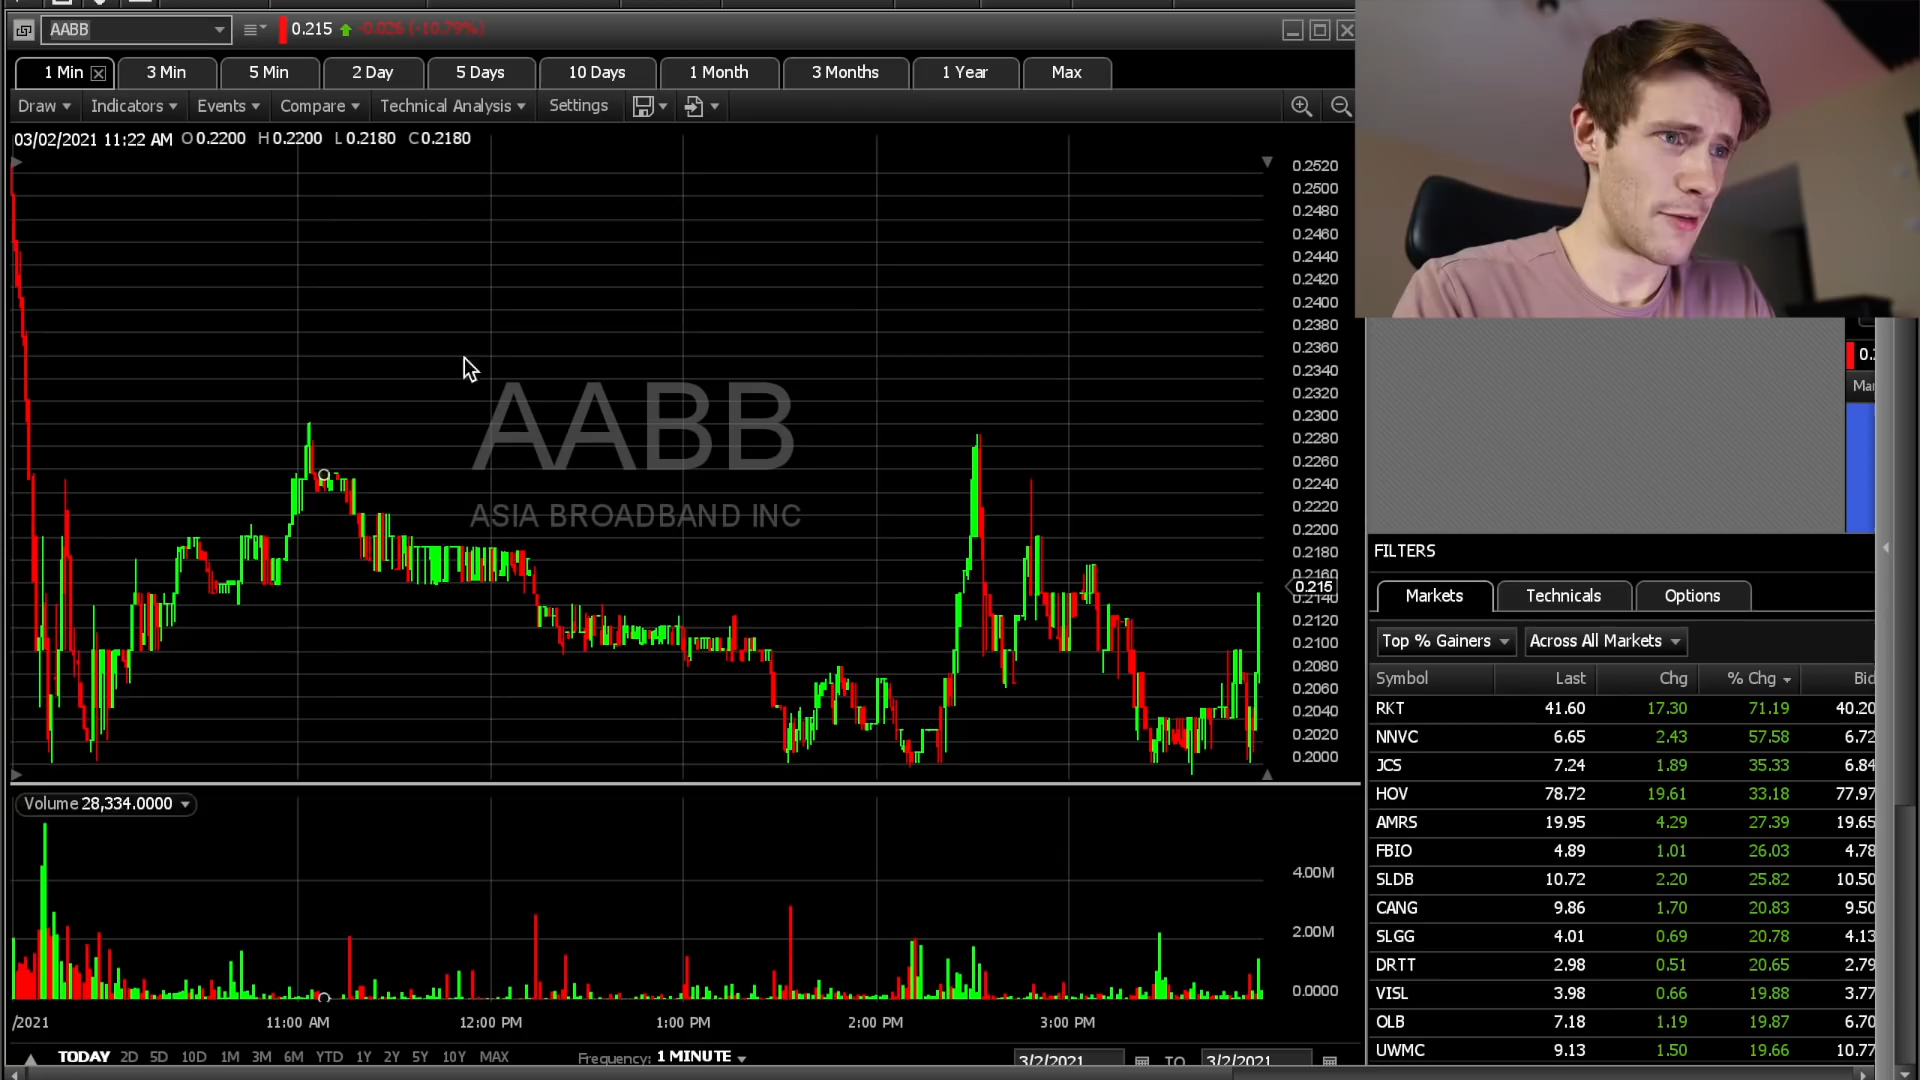 AABB 0.215 -0.026 (-10.79%)
1 Min 3 Min 5 Min 2 Day 5 Days 10 Days 1 Month 3 Months 1 Year Max
Draw Indicators Events Compare Technical Analysis Settings
03/02/2021 11:22 AM O 0.2200 H 0.2200 L 0.2180 C 0.2180
0.2520
0.2500
0.2480
0.2460
0.2440
0.2420
0.2400
0.2380
0.2360
0.2340
0.2320
0.2300
0.2280
0.2260
0.2240
0.2220
0.2200
0.2180
0.2160
0.215
0.2140
0.2120
0.2100
0.2080
0.2060
0.2040
0.2020
0.2000
AABB
ASIA BROADBAND INC
Volume 28,334.0000
4.00M
2.00M
0.0000
/2021 11:00 AM 12:00 PM 1:00 PM 2:00 PM 3:00 PM
TODAY 2D 5D 10D 1M 3M 6M YTD 1Y 2Y 5Y 10Y MAX Frequency: 1 MINUTE 3/2/2021 TO 3/2/2021
FILTERS
Markets Technicals Options
Top % Gainers Across All Markets
Symbol Last Chg % Chg Bid
RKT 41.60 17.30 71.19 40.20
NNVC 6.65 2.43 57.58 6.72
JCS 7.24 1.89 35.33 6.84
HOV 78.72 19.61 33.18 77.97
AMRS 19.95 4.29 27.39 19.65
FBIO 4.89 1.01 26.03 4.78
SLDB 10.72 2.20 25.82 10.50
CANG 9.86 1.70 20.83 9.50
SLGG 4.01 0.69 20.78 4.13
DRTT 2.98 0.51 20.65 2.79
VISL 3.98 0.66 19.88 3.77
OLB 7.18 1.19 19.87 6.70
UWMC 9.13 1.50 19.66 10.77